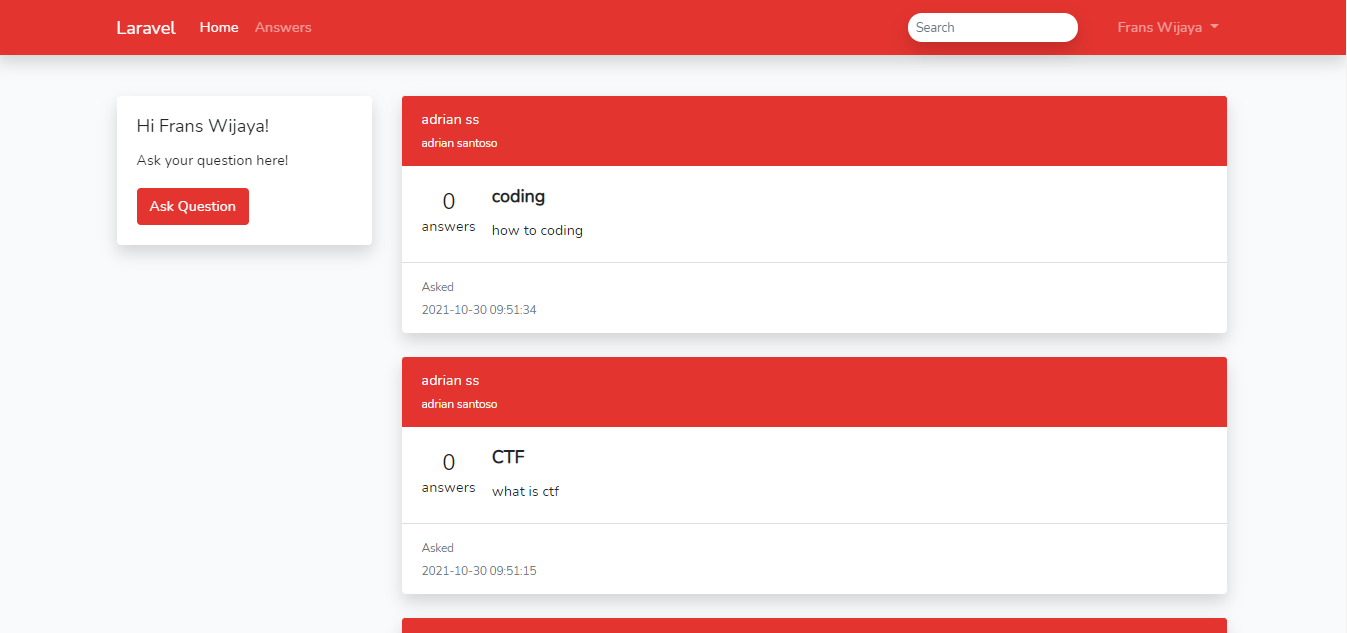 Laravel Home Answers Search Frans Wijaya
Hi Frans Wijaya!
Ask your question here!
Ask Question
adrian ss
adrian santoso
0
answers
coding
how to coding
Asked
2021-10-30 09:51:34
adrian ss
adrian santoso
0
answers
CTF
what is ctf
Asked
2021-10-30 09:51:15